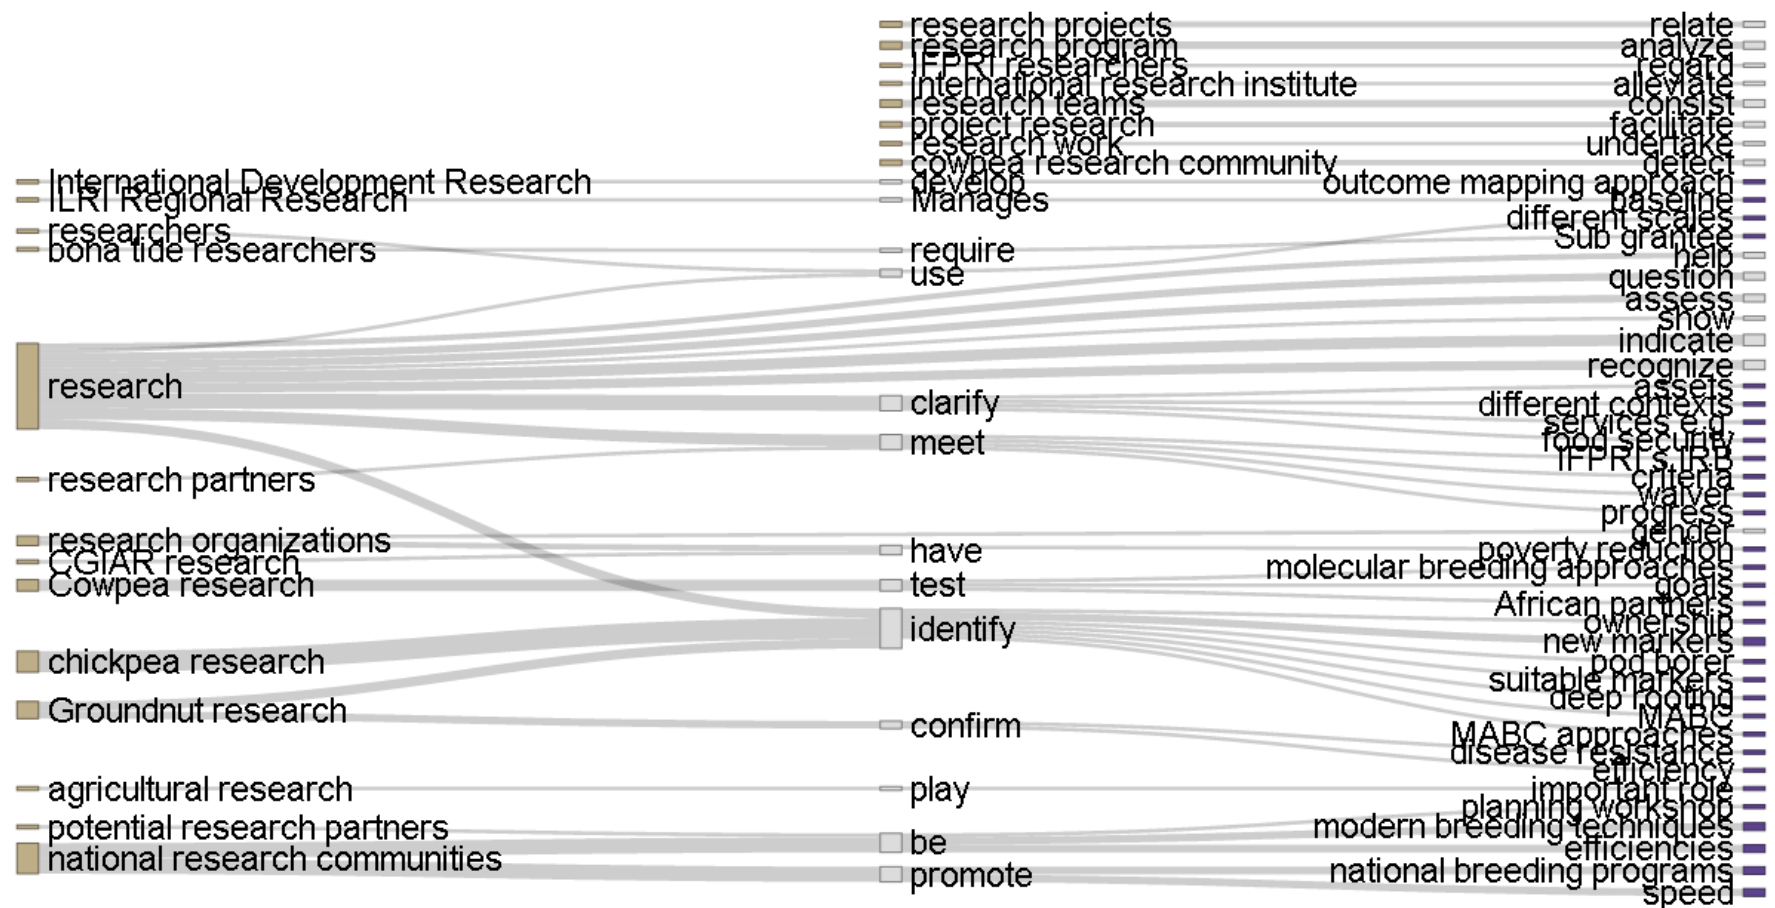 research projects
relate
research program
analyze
IFPRI researchers
regard
international research institute
alleviate
research teams
consist
project research
facilitate
research work
undertake
cowpea research community
detect
International Development Research
develop
outcome mapping approach
ILRI Regional Research
Manages
baseline
different scales
researchers
Sub grantee
bona fide researchers
require
help
use
question
assess
show
indicate
recognize
research
assets
clarify
different contexts
services e.g.
meet
food security
IFPRI s IRB
research partners
criteria
waiver
progress
gender
research organizations
have
poverty reduction
CGIAR research
molecular breeding approaches
Cowpea research
test
goals
African partners
ownership
identify
new markers
chickpea research
pod borer
suitable markers
deep rooting
Groundnut research
MABC
confirm
MABC approaches
disease resistance
efficiency
agricultural research
play
important role
planning workshop
potential research partners
modern breeding techniques
be
efficiencies
national research communities
national breeding programs
promote
speed